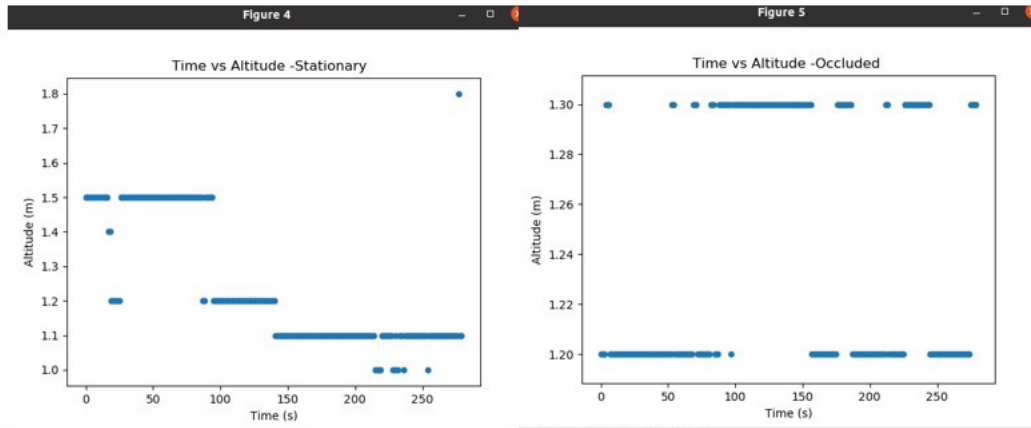 Figure 4
Time vs Altitude -Stationary
1.8
1.7
1.6
1.5
1.4
1.3
1.2
1.1
1.0
Altitude (m)
0 50 100 150 200 250
Time (s)
Figure 5
Time vs Altitude -Occluded
1.30
1.28
1.26
1.24
1.22
1.20
Altitude (m)
0 50 100 150 200 250
Time (s)